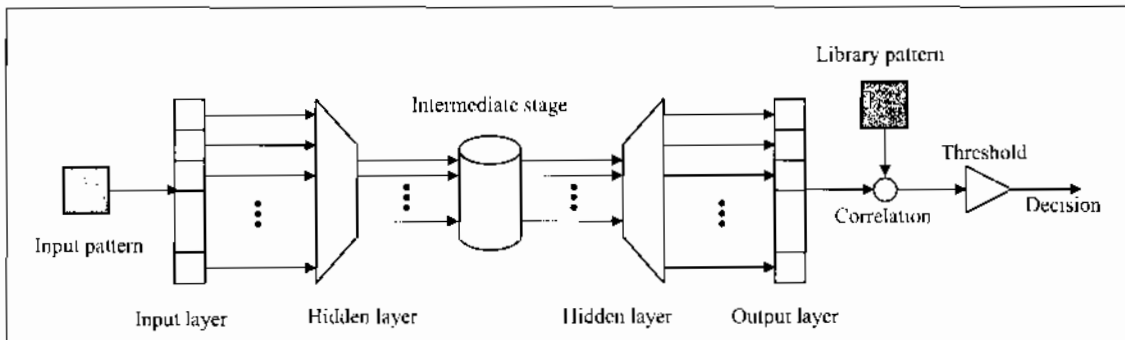 Library pattern
Intermediate stage
Threshold
Input pattern
Correlation
Decision
Input layer
Hidden layer
Hidden layer
Output layer